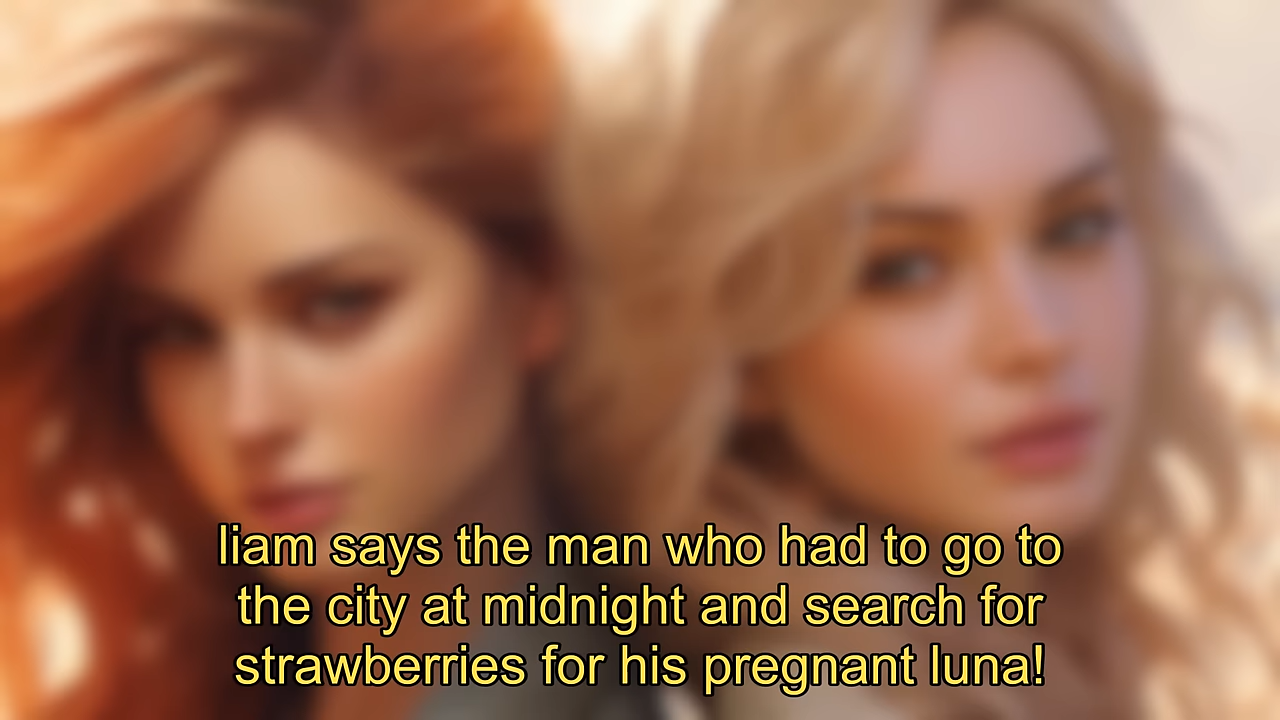 liam says the man who had to go to
the city at midnight and search for
strawberries for his pregnant luna!